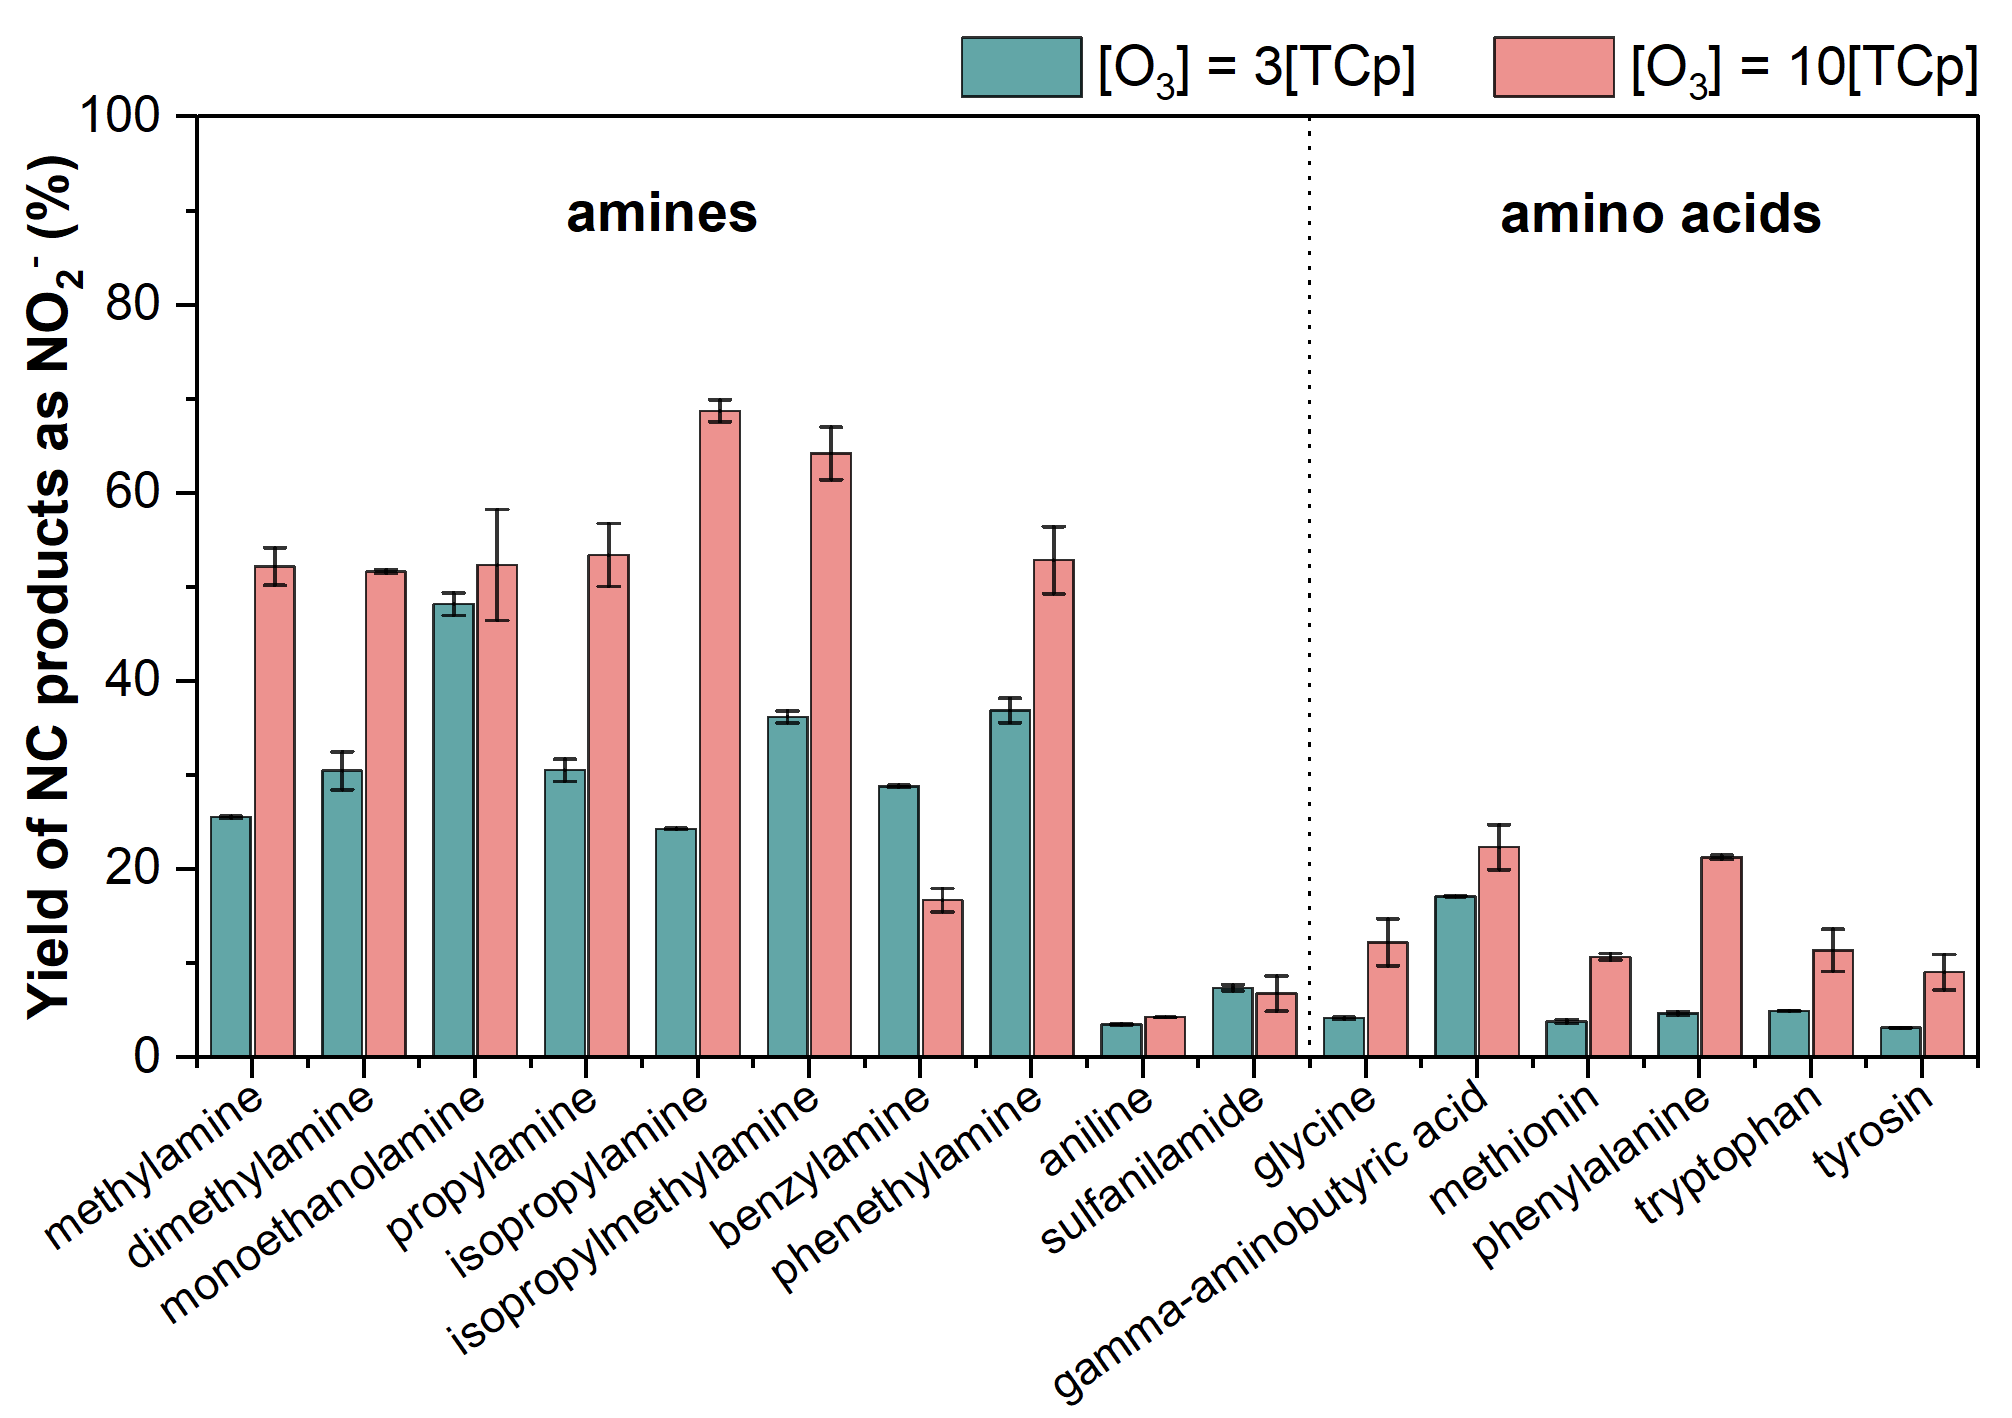 [O₃] = 3[TCp]
[O₃] = 10[TCp]
Yield of NC products as NO₂⁻ (%)
100
80
60
40
20
0
amines
amino acids
methylamine
dimethylamine
monoethanolamine
propylamine
isopropylamine
isopropylmethylamine
benzylamine
phenethylamine
aniline
sulfanilamide
glycine
gamma-aminobutyric acid
methionin
phenylalanine
tryptophan
tyrosin